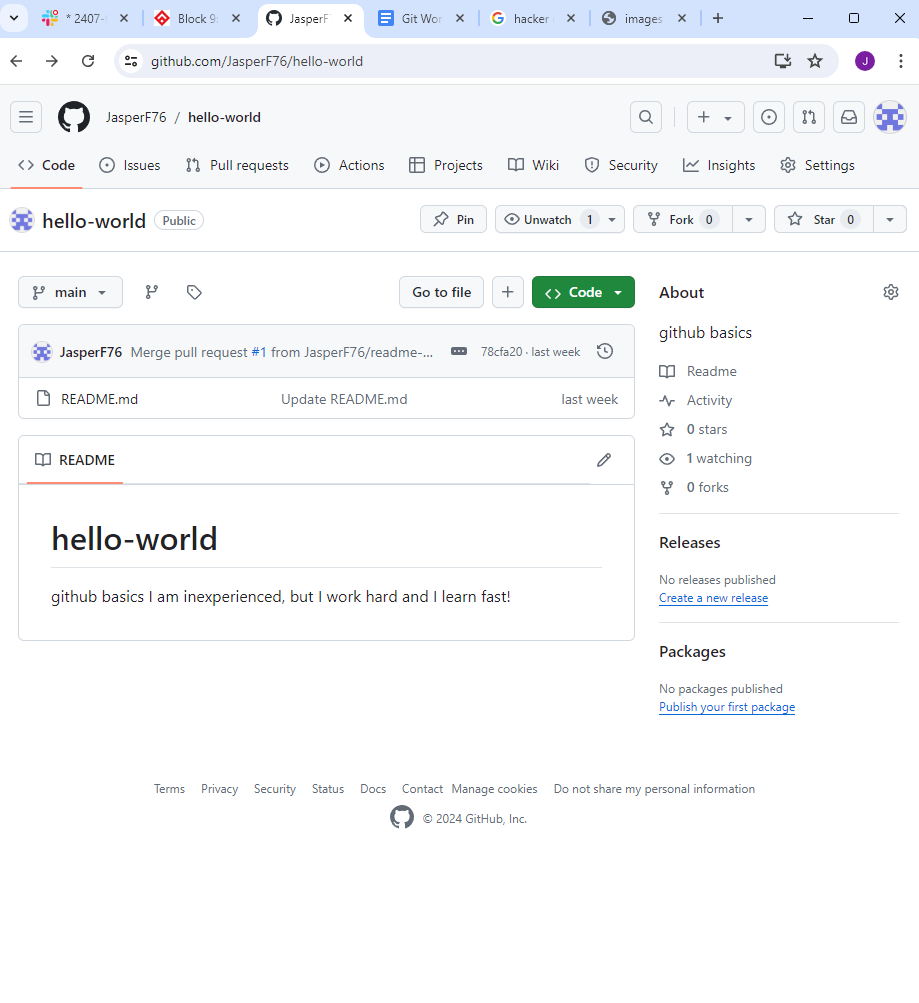 * 2407- Block 9: JasperF Git Wor hacker images
github.com/JasperF76/hello-world J
JasperF76 / hello-world
Code Issues Pull requests Actions Projects Wiki Security Insights Settings
hello-world Public Pin Unwatch 1 Fork 0 Star 0
main Go to file Code
About
github basics
JasperF76 Merge pull request #1 from JasperF76/readme-... 78cfa20 · last week
README.md Update README.md last week
Readme
Activity
0 stars
1 watching
0 forks
README
hello-world
github basics I am inexperienced, but I work hard and I learn fast!
Releases
No releases published
Create a new release
Packages
No packages published
Publish your first package
Terms Privacy Security Status Docs Contact Manage cookies Do not share my personal information
© 2024 GitHub, Inc.